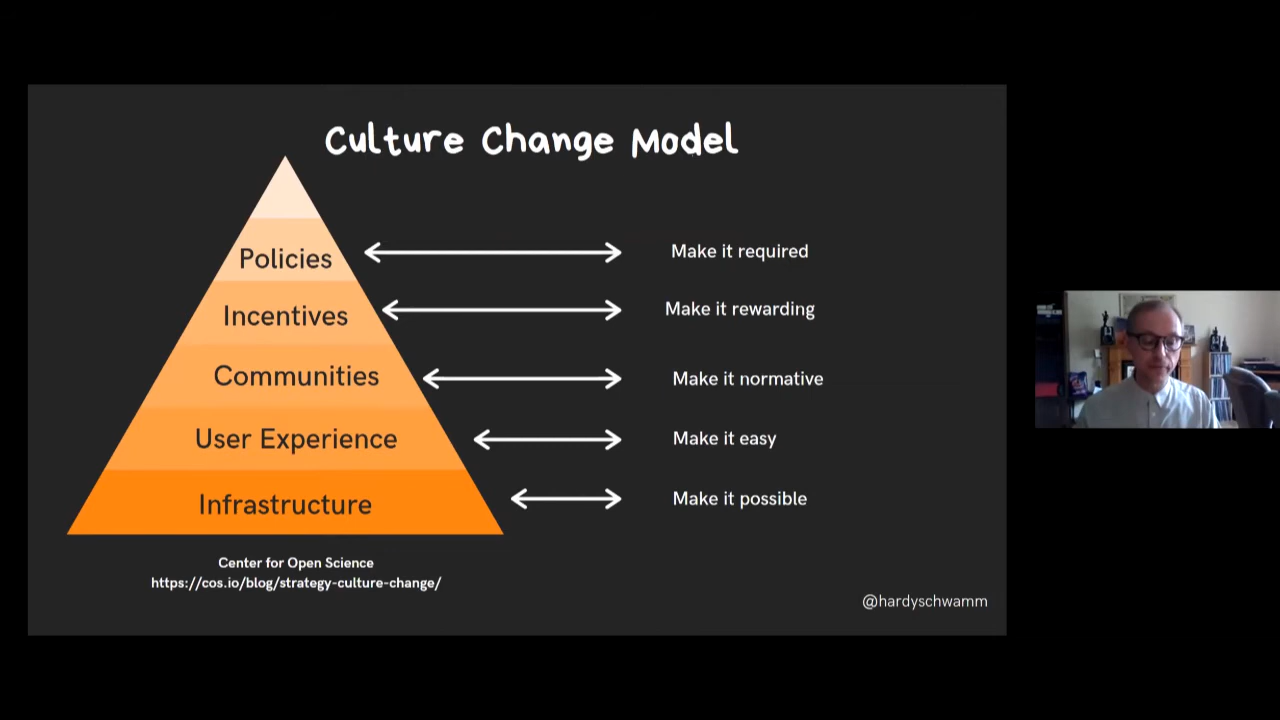 Culture Change Model
Policies
Make it required
Incentives
Make it rewarding
Communities
Make it normative
User Experience
Make it easy
Infrastructure
Make it possible
Center for Open Science
https://cos.io/blog/strategy-culture-change/
@hardyschwamm